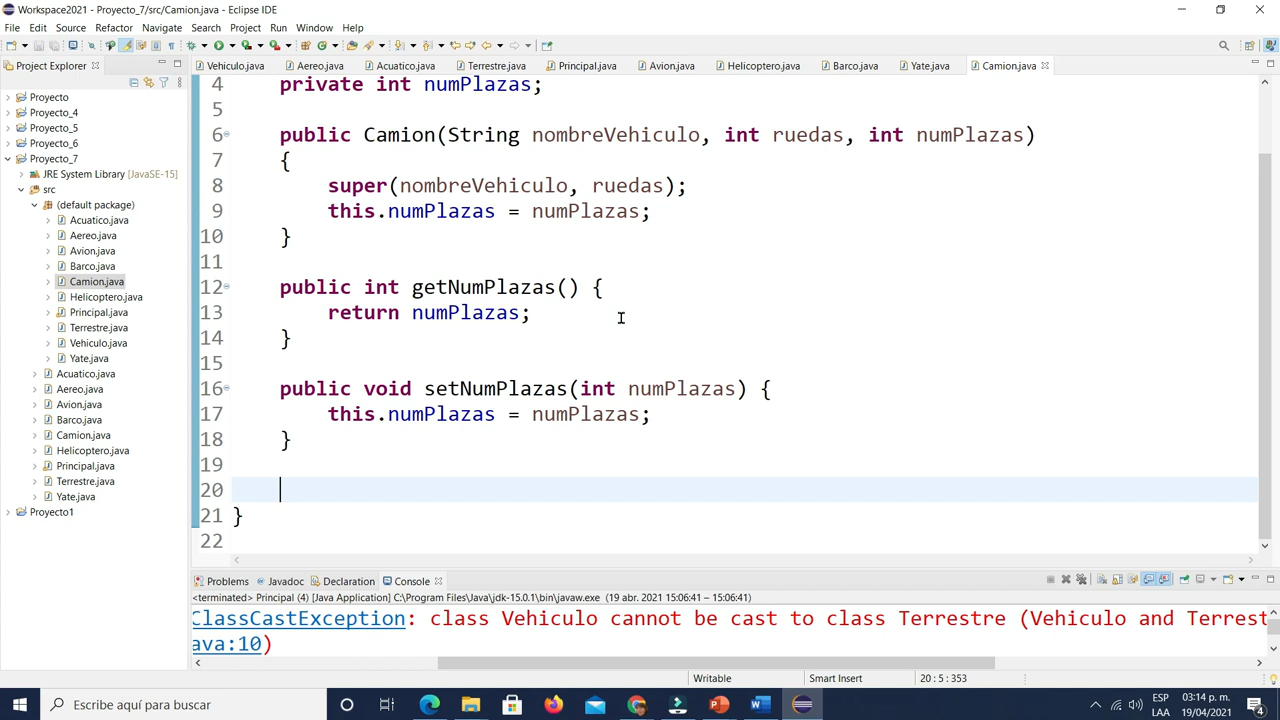 Workspace2021 - Proyecto_7/src/Camion.java - Eclipse IDE
File Edit Source Refactor Navigate Search Project Run Window Help
Project Explorer
Vehiculo.java Aereo.java Acuatico.java Terrestre.java Principal.java Avion.java Helicoptero.java Barco.java Yate.java Camion.java
Proyecto
Proyecto_4
Proyecto_5
Proyecto_6
Proyecto_7
JRE System Library [JavaSE-15]
src
(default package)
Acuatico.java
Aereo.java
Avion.java
Barco.java
Camion.java
Helicoptero.java
Principal.java
Terrestre.java
Vehiculo.java
Yate.java
Acuatico.java
Aereo.java
Avion.java
Barco.java
Camion.java
Helicoptero.java
Principal.java
Terrestre.java
Yate.java
Proyecto1
4 private int numPlazas;
5
6 public Camion(String nombreVehiculo, int ruedas, int numPlazas)
7 {
8 super(nombreVehiculo, ruedas);
9 this.numPlazas = numPlazas;
10 }
11
12 public int getNumPlazas() {
13 return numPlazas;
14 }
15
16 public void setNumPlazas(int numPlazas) {
17 this.numPlazas = numPlazas;
18 }
19
20
21 }
22
Problems Javadoc Declaration Console
<terminated> Principal (4) [Java Application] C:\Program Files\Java\jdk-15.0.1\bin\javaw.exe (19 abr. 2021 15:06:41 – 15:06:41)
ClassCastException: class Vehiculo cannot be cast to class Terrestre (Vehiculo and Terrest
ava:10)
Writable Smart Insert 20 : 5 : 353
Escribe aquí para buscar
ESP
LAA
03:14 p. m.
19/04/2021
4